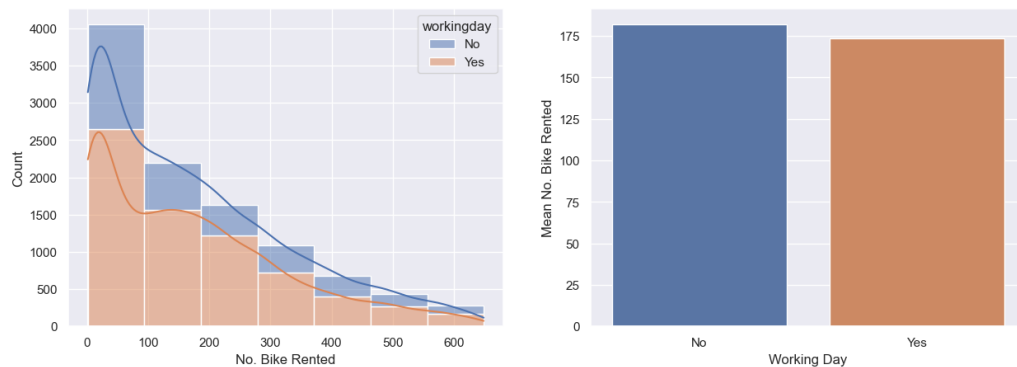 workingday
No
Yes
4000
3500
3000
2500
2000
1500
1000
500
0
Count
0 100 200 300 400 500 600
No. Bike Rented
175
150
125
100
75
50
25
0
Mean No. Bike Rented
No Yes
Working Day